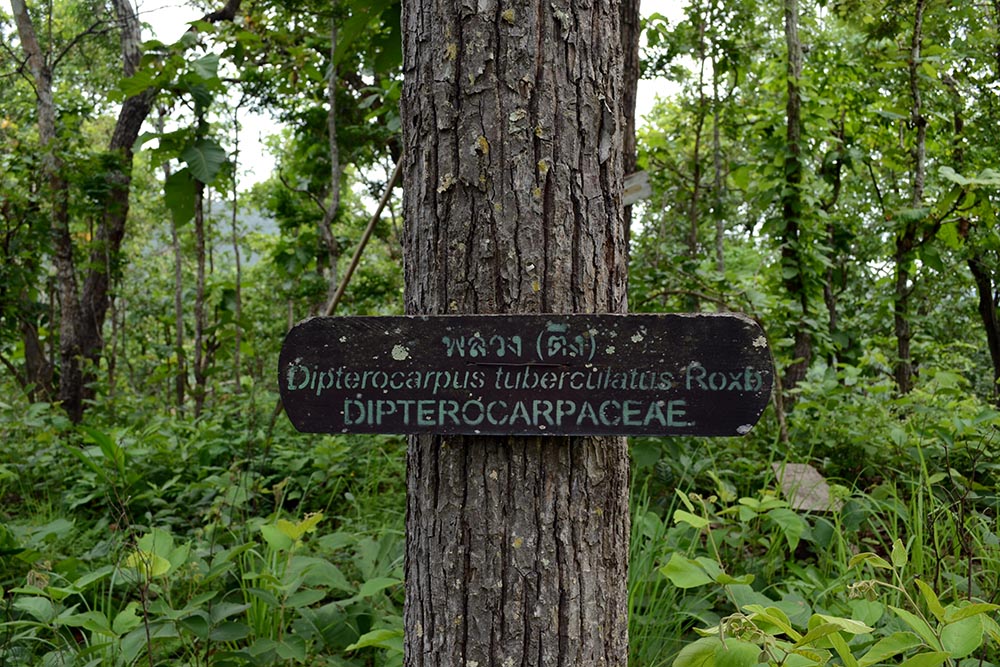 พลวง (ตึง)
Dipterocarpus tuberculatus Roxb
DIPTEROCARPACEAE.